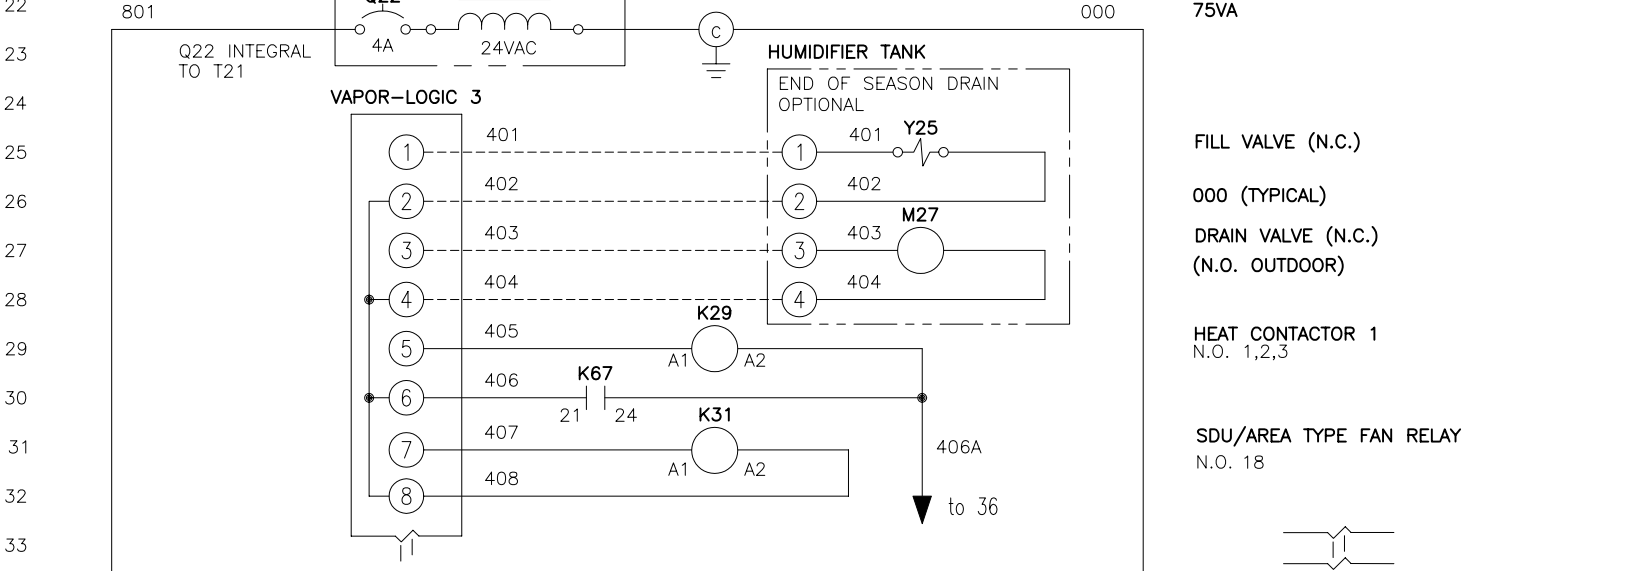 22
801
Q22
000
75VA
4A
24VAC
c
23
Q22 INTEGRAL
TO T21
HUMIDIFIER TANK
24
VAPOR-LOGIC 3
END OF SEASON DRAIN
OPTIONAL
25
1
401
1
401
Y25
FILL VALVE (N.C.)
26
2
402
2
402
000 (TYPICAL)
27
3
403
3
403
M27
DRAIN VALVE (N.C.)
(N.O. OUTDOOR)
28
4
404
4
404
29
5
405
K29
A1
A2
HEAT CONTACTOR 1
N.O. 1,2,3
30
6
406
K67
21
24
31
7
407
K31
A1
A2
406A
SDU/AREA TYPE FAN RELAY
N.O. 18
32
8
408
to 36
33